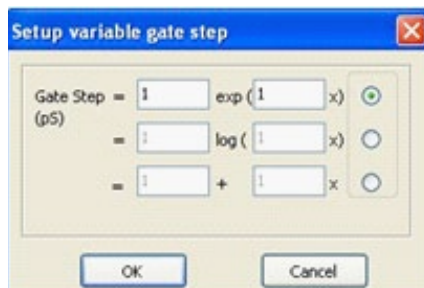 Setup variable gate step
Gate Step = 1 exp ( 1 x)
(pS)
= 1 log ( 1 x)
= 1 + 1 x
OK Cancel